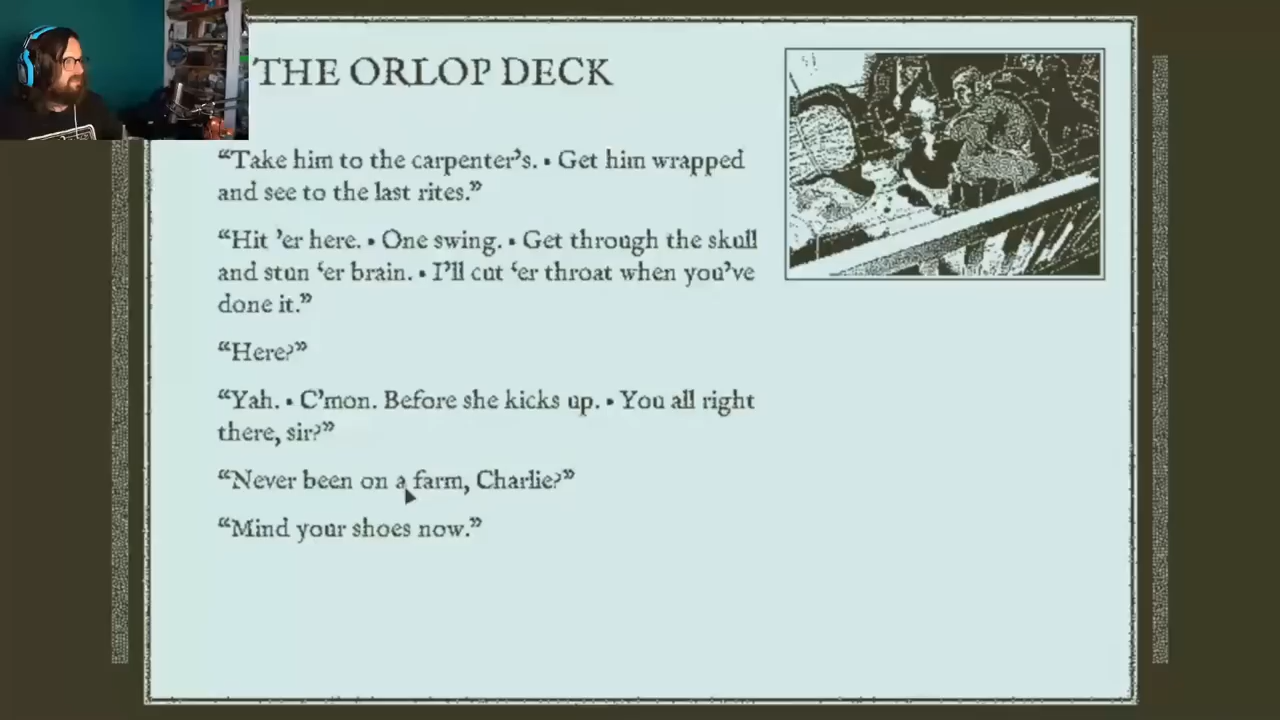 THE ORLOP DECK
“Take him to the carpenter’s. • Get him wrapped
and see to the last rites.”
“Hit ’er here. • One swing. • Get through the skull
and stun ‘er brain. • I’ll cut ‘er throat when you’ve
done it.”
“Here?”
“Yah. • C’mon. Before she kicks up. • You all right
there, sir?”
“Never been on a farm, Charlie?”
“Mind your shoes now.”